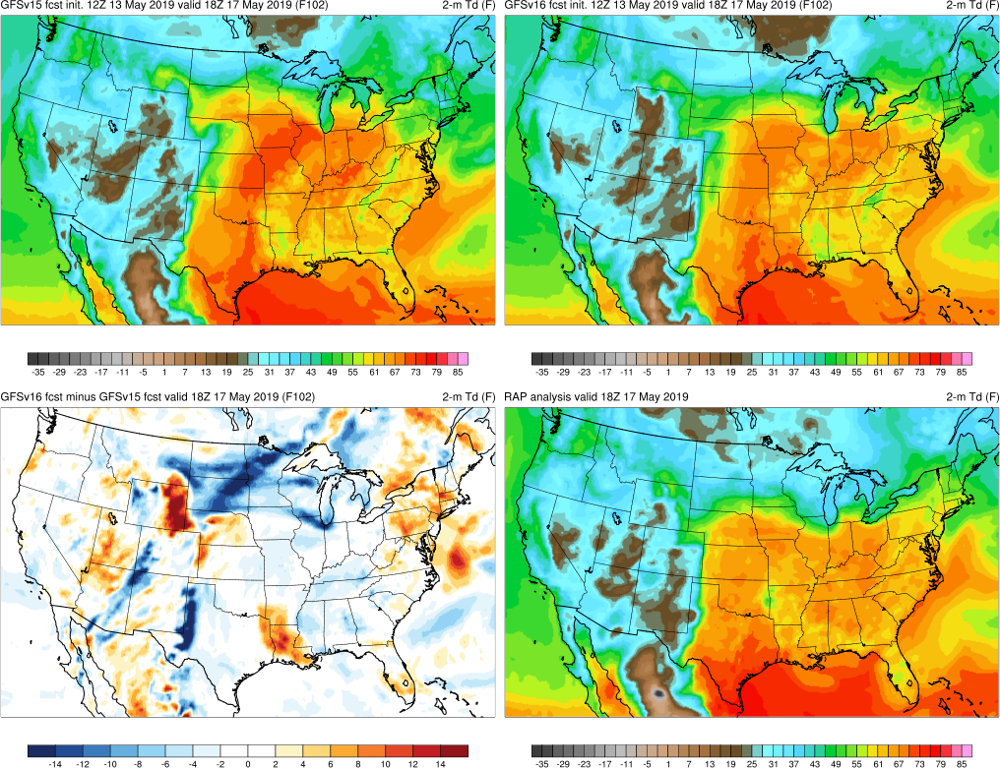 GFSv15 fcst init. 12Z 13 May 2019 valid 18Z 17 May 2019 (F102) 2-m Td (F)
GFSv16 fcst init. 12Z 13 May 2019 valid 18Z 17 May 2019 (F102) 2-m Td (F)
-35 -29 -23 -17 -11 -5 1 7 13 19 25 31 37 43 49 55 61 67 73 79 85
-35 -29 -23 -17 -11 -5 1 7 13 19 25 31 37 43 49 55 61 67 73 79 85
GFSv16 fcst minus GFSv15 fcst valid 18Z 17 May 2019 (F102) 2-m Td (F)
RAP analysis valid 18Z 17 May 2019 2-m Td (F)
-14 -12 -10 -8 -6 -4 -2 0 2 4 6 8 10 12 14
-35 -29 -23 -17 -11 -5 1 7 13 19 25 31 37 43 49 55 61 67 73 79 85